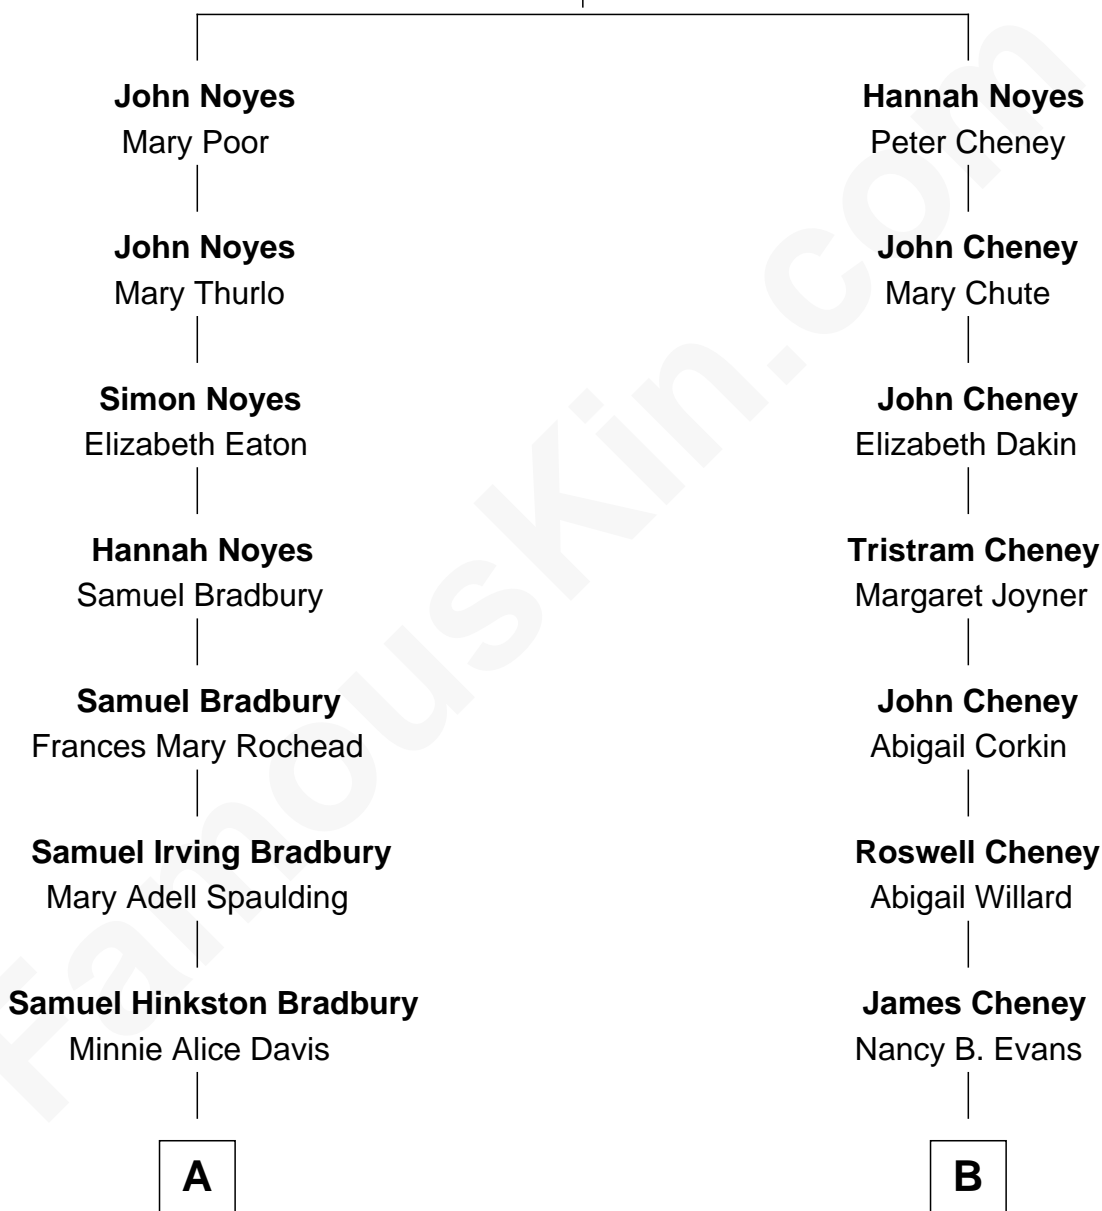 John Noyes
Mary Poor
John Noyes
Mary Thurlo
Simon Noyes
Elizabeth Eaton
Hannah Noyes
Samuel Bradbury
Samuel Bradbury
Frances Mary Rochead
Samuel Irving Bradbury
Mary Adell Spaulding
Samuel Hinkston Bradbury
Minnie Alice Davis
A
Hannah Noyes
Peter Cheney
John Cheney
Mary Chute
John Cheney
Elizabeth Dakin
Tristram Cheney
Margaret Joyner
John Cheney
Abigail Corkin
Roswell Cheney
Abigail Willard
James Cheney
Nancy B. Evans
B
FamousKin.com